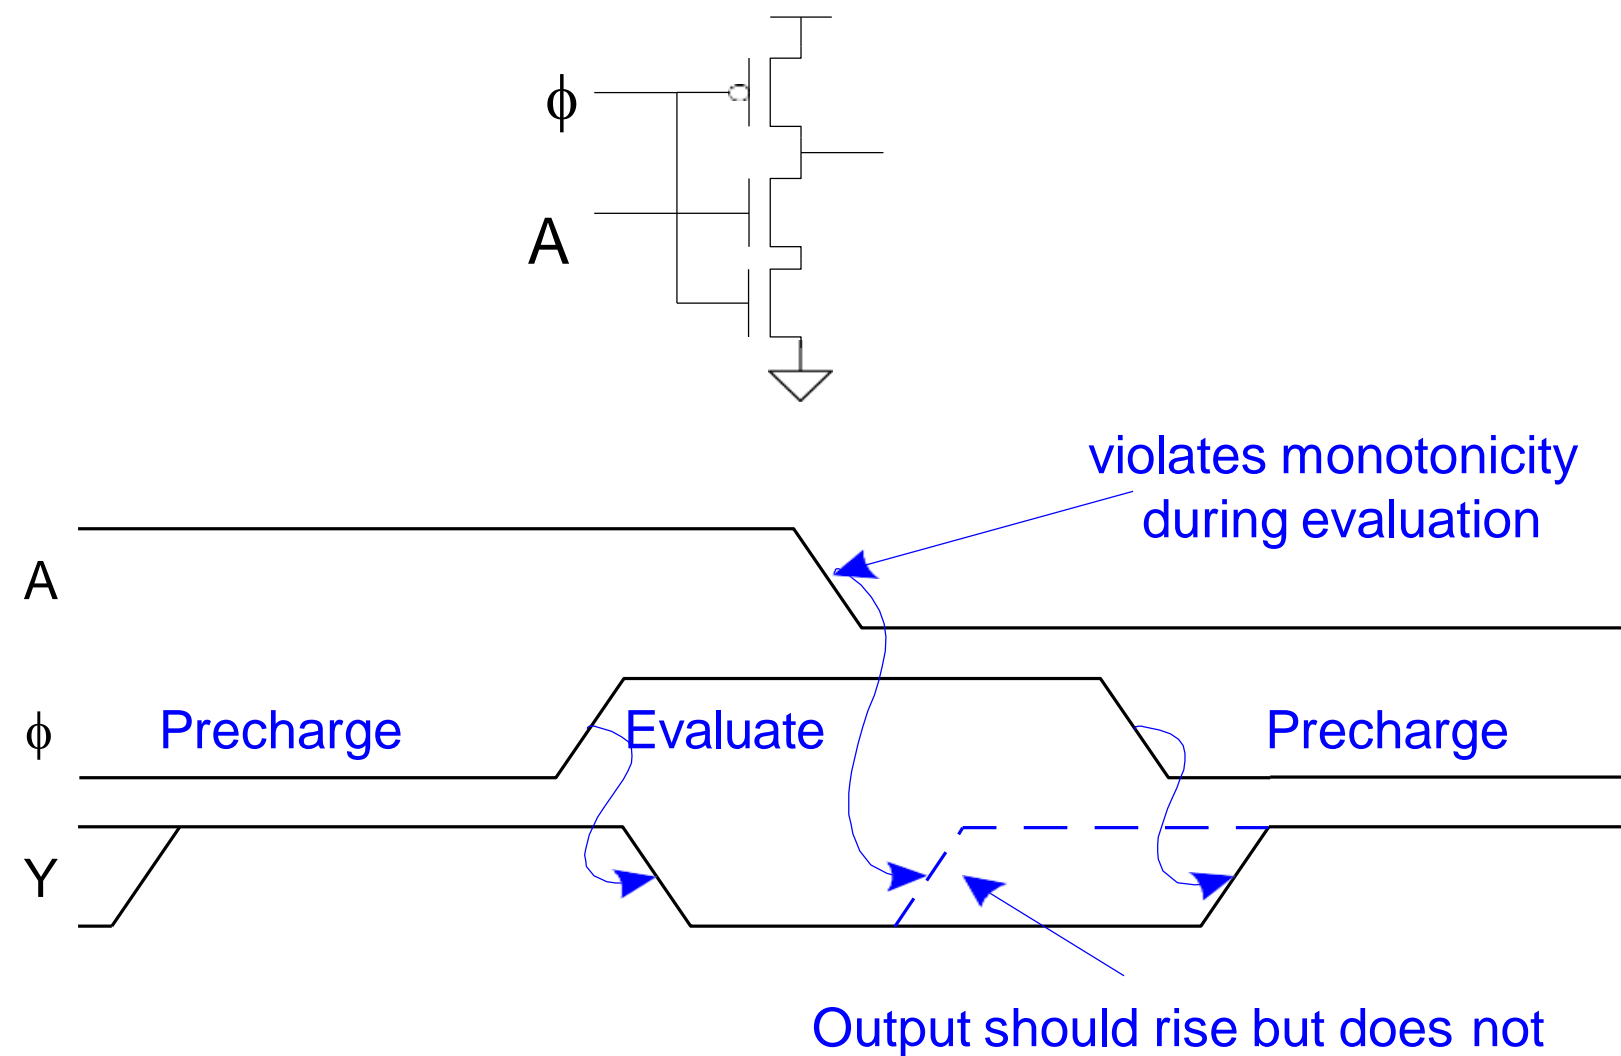 ϕ
A
violates monotonicity
during evaluation
A
ϕ
Precharge
Evaluate
Precharge
Y
Output should rise but does not